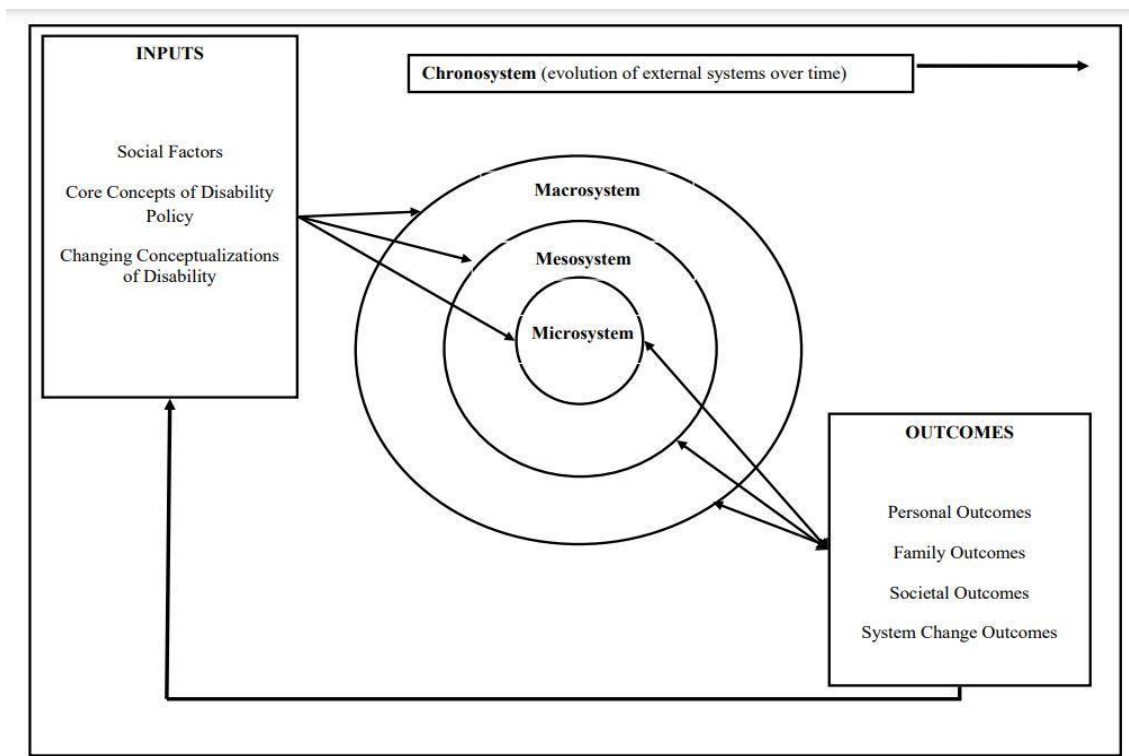 INPUTS
Social Factors
Core Concepts of Disability
Policy
Changing Conceptualizations
of Disability
Chronosystem (evolution of external systems over time)
Macrosystem
Mesosystem
Microsystem
OUTCOMES
Personal Outcomes
Family Outcomes
Societal Outcomes
System Change Outcomes